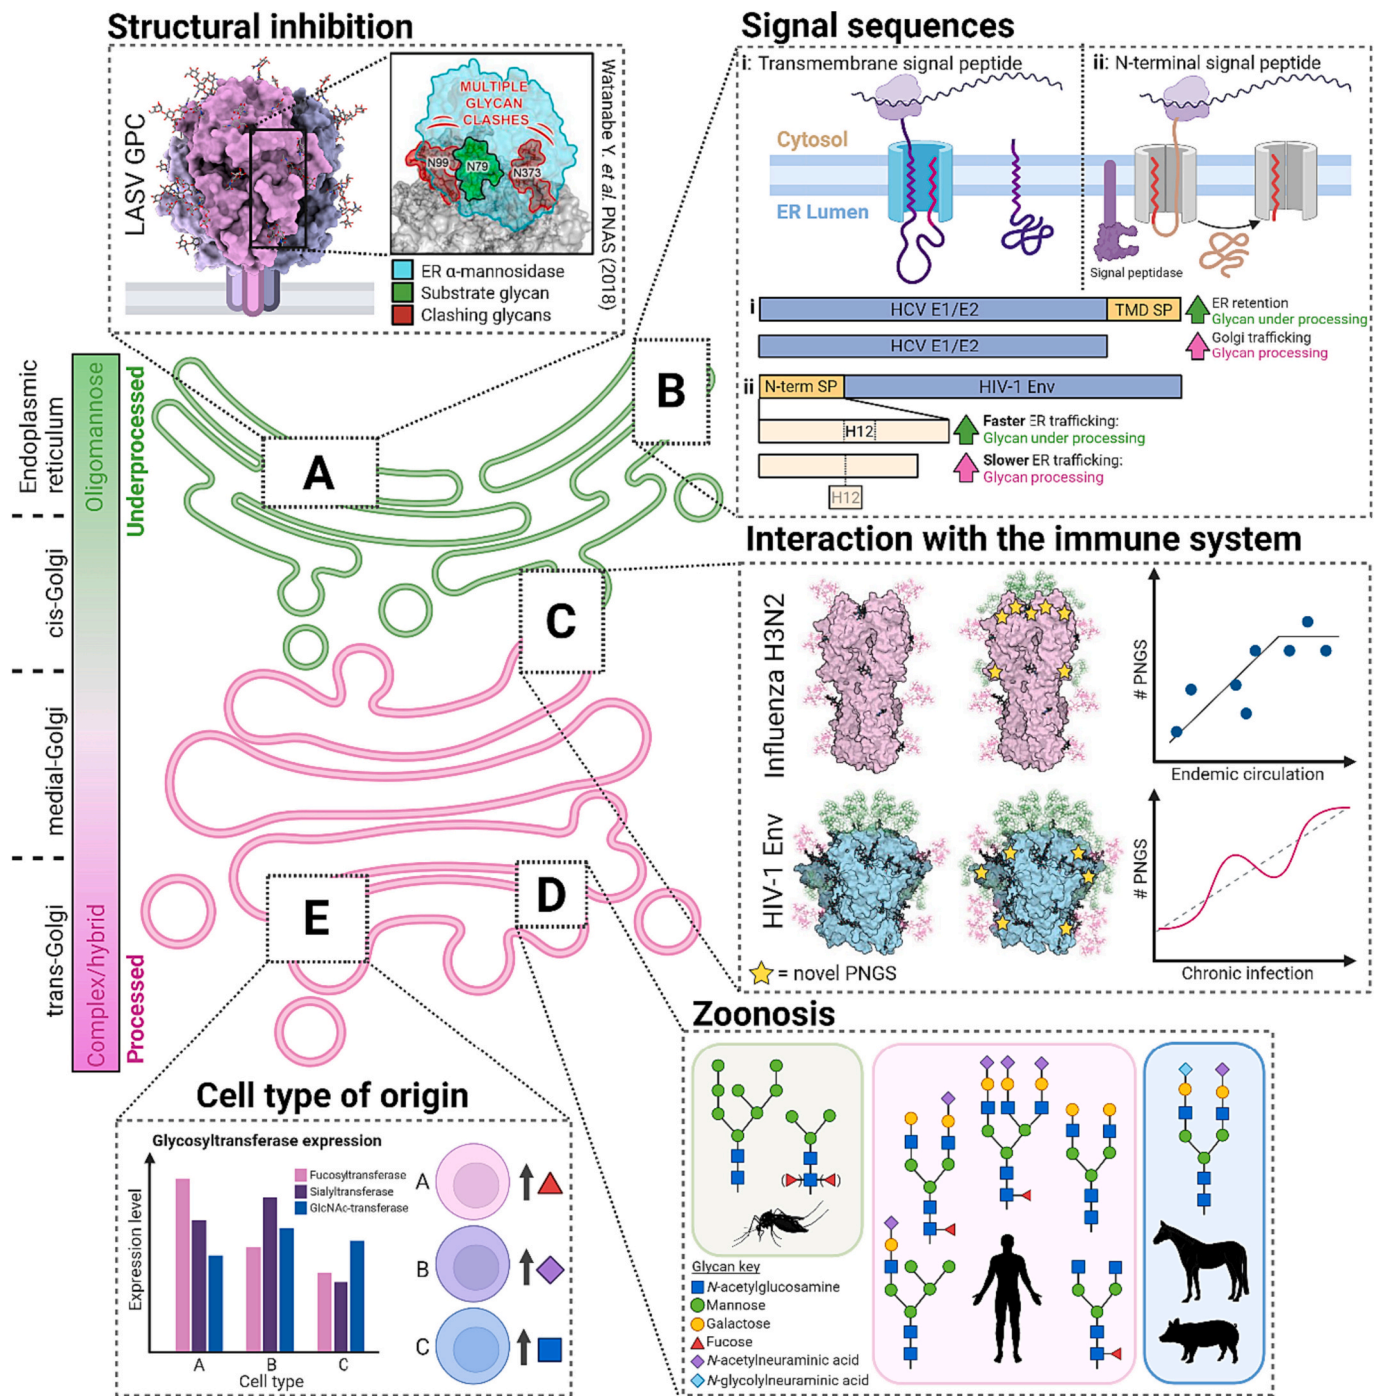 Structural inhibition
LASV GPC
MULTIPLE
GLYCAN
CLASHES
N99
N79
N373
Watanabe Y. et al. PNAS (2018)
ER α-mannosidase
Substrate glycan
Clashing glycans
Signal sequences
i: Transmembrane signal peptide
ii: N-terminal signal peptide
Cytosol
ER Lumen
Signal peptidase
i
HCV E1/E2
TMD SP
ER retention
Glycan under processing
HCV E1/E2
Golgi trafficking
Glycan processing
ii
N-term SP
HIV-1 Env
H12
Faster ER trafficking:
Glycan under processing
Slower ER trafficking:
Glycan processing
H12
Endoplasmic
reticulum
cis-Golgi
medial-Golgi
trans-Golgi
Oligomannose
Complex/hybrid
Underprocessed
Processed
A
B
C
D
E
Interaction with the immune system
Influenza H3N2
# PNGS
Endemic circulation
HIV-1 Env
# PNGS
Chronic infection
= novel PNGS
Zoonosis
Glycan key
N-acetylglucosamine
Mannose
Galactose
Fucose
N-acetylneuraminic acid
N-glycolylneuraminic acid
Cell type of origin
Glycosyltransferase expression
Expression level
Fucosyltransferase
Sialyltransferase
GlcNAc-transferase
A
B
C
Cell type
A
B
C